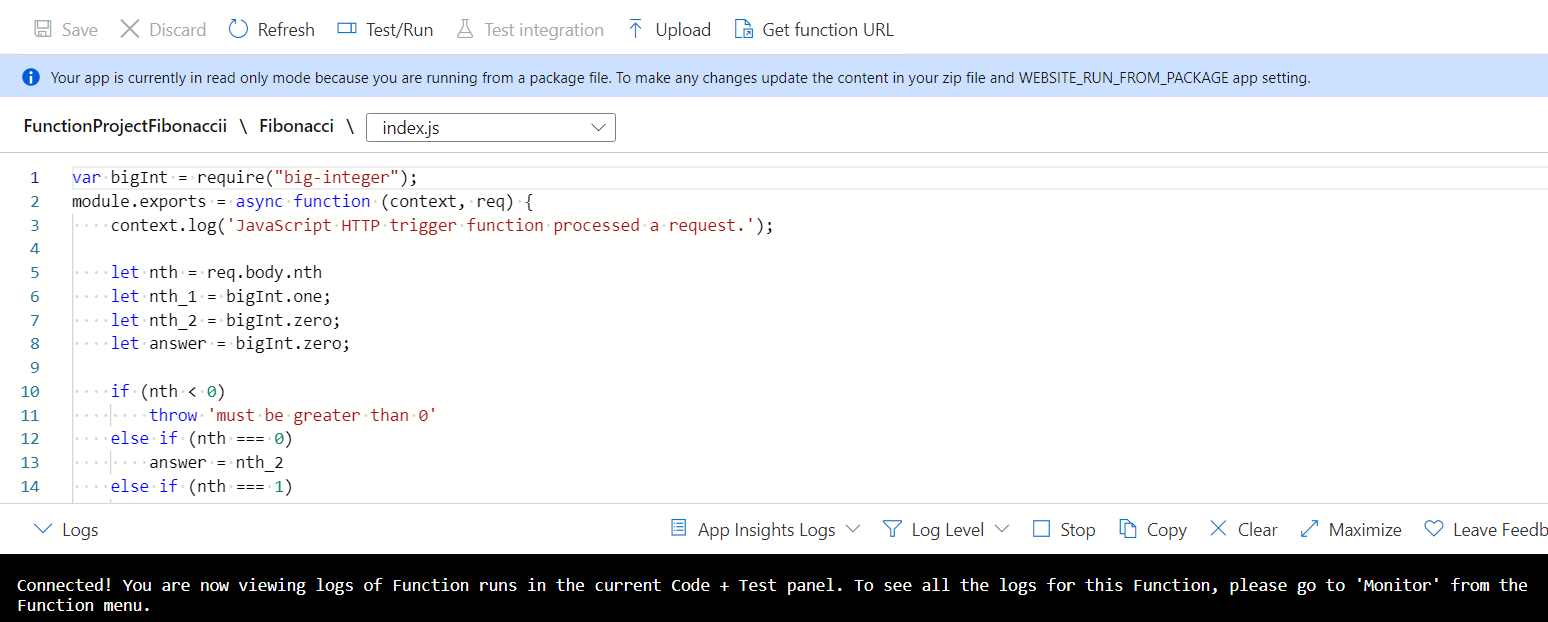 Save Discard Refresh Test/Run Test integration Upload Get function URL
Your app is currently in read only mode because you are running from a package file. To make any changes update the content in your zip file and WEBSITE_RUN_FROM_PACKAGE app setting.
FunctionProjectFibonaccii \ Fibonacci \ index.js
1 var bigInt = require("big-integer");
2 module.exports = async function (context, req) {
3 context.log('JavaScript HTTP trigger function processed a request.');
4
5 let nth = req.body.nth
6 let nth_1 = bigInt.one;
7 let nth_2 = bigInt.zero;
8 let answer = bigInt.zero;
9
10 if (nth < 0)
11 throw 'must be greater than 0'
12 else if (nth === 0)
13 answer = nth_2
14 else if (nth === 1)
Logs App Insights Logs Log Level Stop Copy Clear Maximize Leave Feedb
Connected! You are now viewing logs of Function runs in the current Code + Test panel. To see all the logs for this Function, please go to 'Monitor' from the
Function menu.